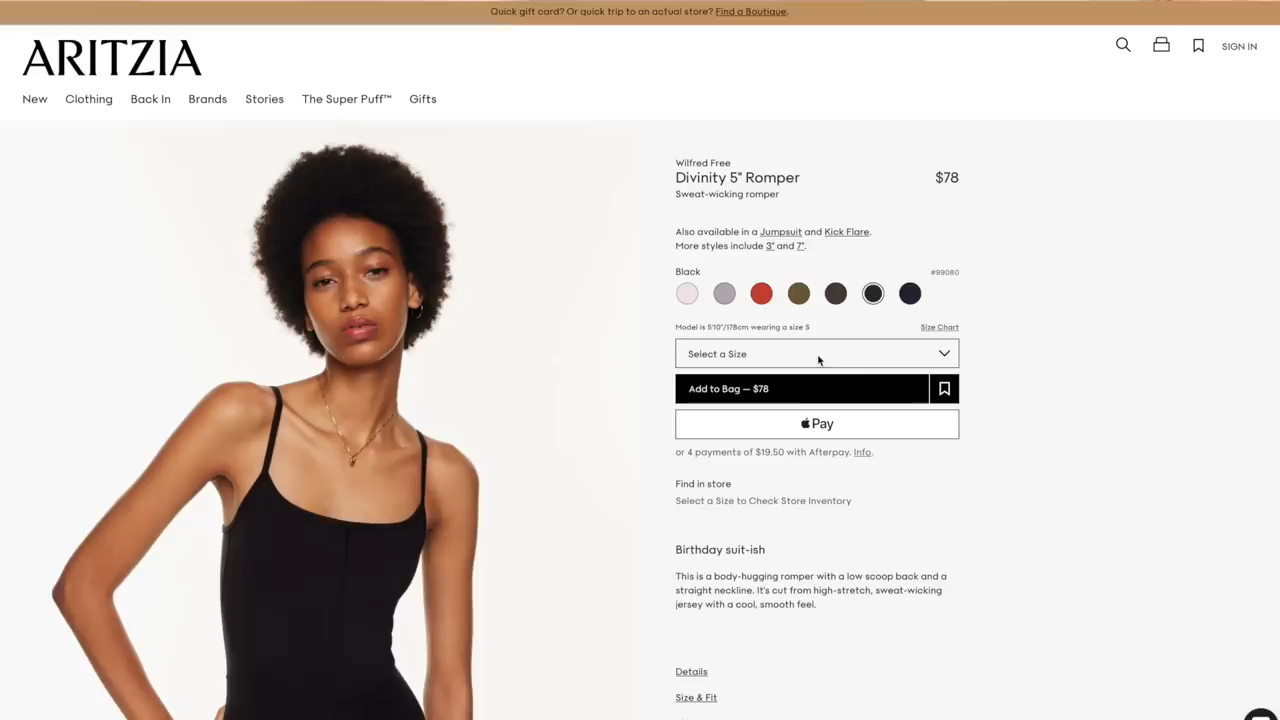 Quick gift card? Or quick trip to an actual store? Find a Boutique.
ARITZIA
SIGN IN
New Clothing Back In Brands Stories The Super Puff™ Gifts
Wilfred Free
Divinity 5" Romper $78
Sweat-wicking romper
Also available in a Jumpsuit and Kick Flare.
More styles include 3" and 7".
Black #99080
Model is 5'10"/178cm wearing a size S Size Chart
Select a Size
Add to Bag — $78
Pay
or 4 payments of $19.50 with Afterpay. Info.
Find in store
Select a Size to Check Store Inventory
Birthday suit-ish
This is a body-hugging romper with a low scoop back and a
straight neckline. It's cut from high-stretch, sweat-wicking
jersey with a cool, smooth feel.
Details
Size & Fit